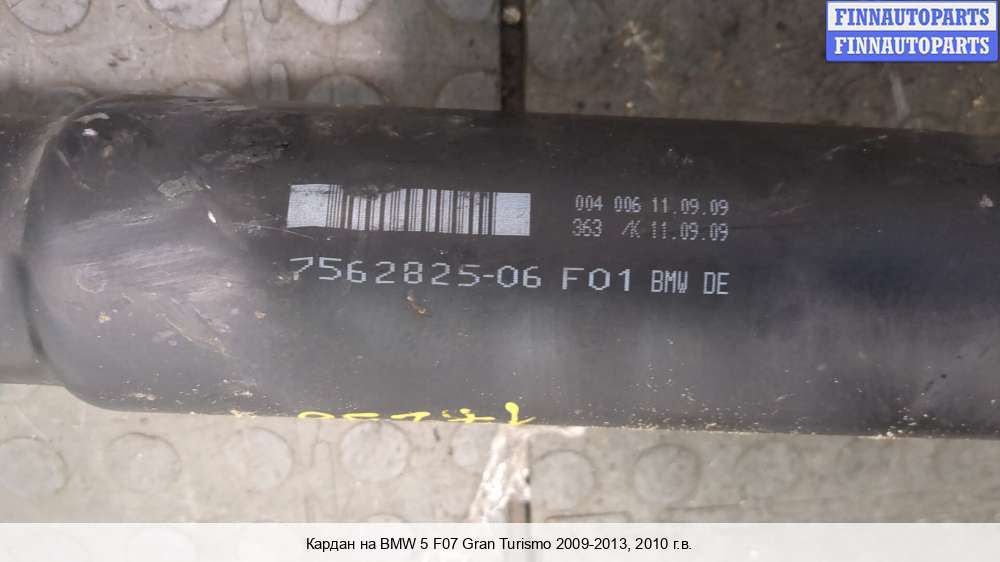 FINNAUTOPARTS
FINNAUTOPARTS
004 006 11.09.09
363 /K 11.09.09
7562825-06 F01 BMW DE
Кардан на BMW 5 F07 Gran Turismo 2009-2013, 2010 г.в.